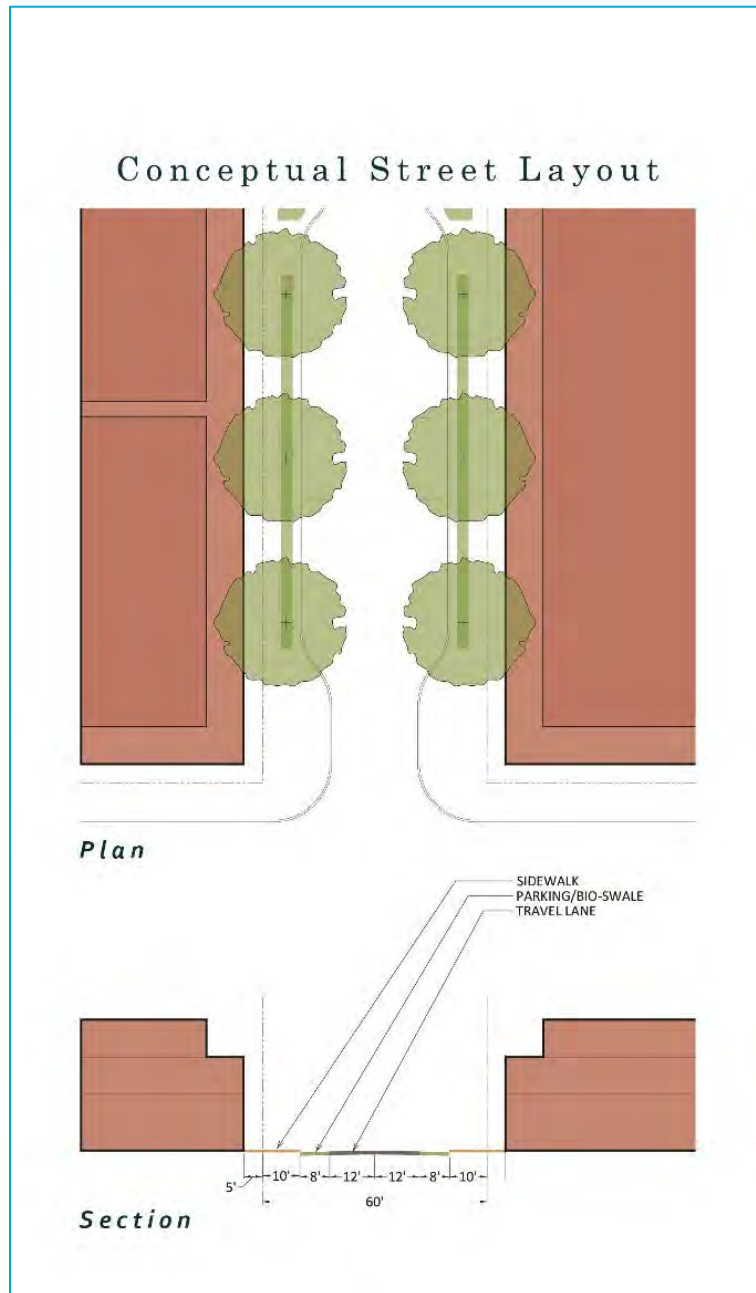 Conceptual Street Layout
Plan
SIDEWALK
PARKING/BIO-SWALE
TRAVEL LANE
10' 8' 12' 12' 8' 10'
5'
60'
Section